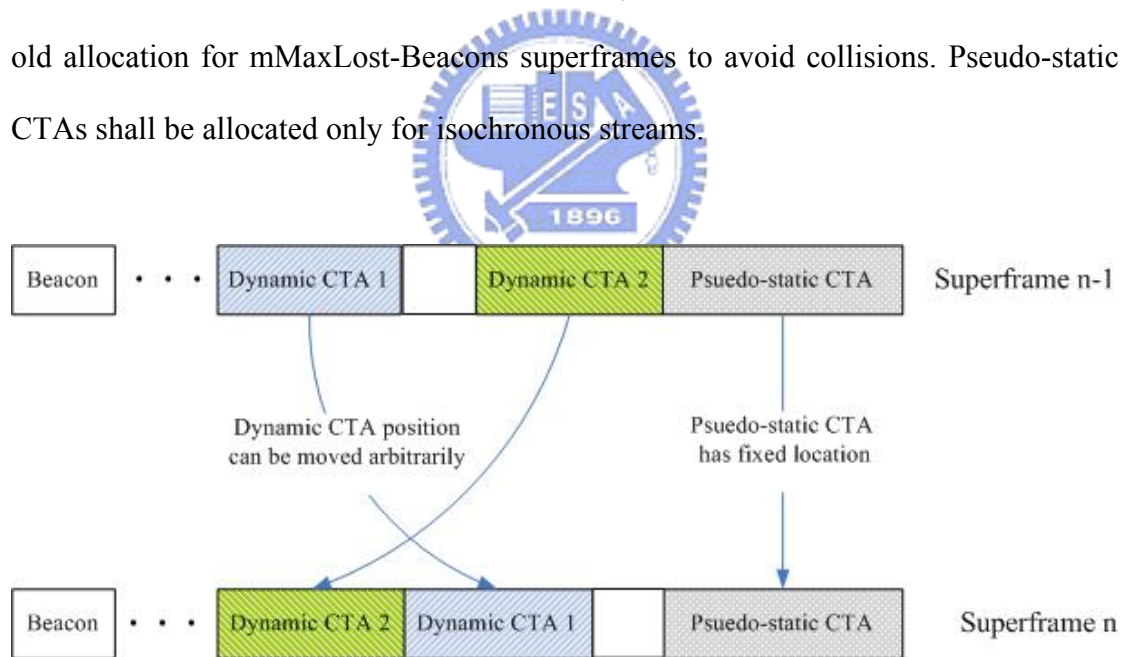 old allocation for mMaxLost-Beacons superframes to avoid collisions. Pseudo-static
CTAs shall be allocated only for isochronous streams.
E S A
1896
Beacon • • • Dynamic CTA 1 Dynamic CTA 2 Psuedo-static CTA Superframe n-1
Dynamic CTA position
can be moved arbitrarily
Psuedo-static CTA
has fixed location
Beacon • • • Dynamic CTA 2 Dynamic CTA 1 Psuedo-static CTA Superframe n